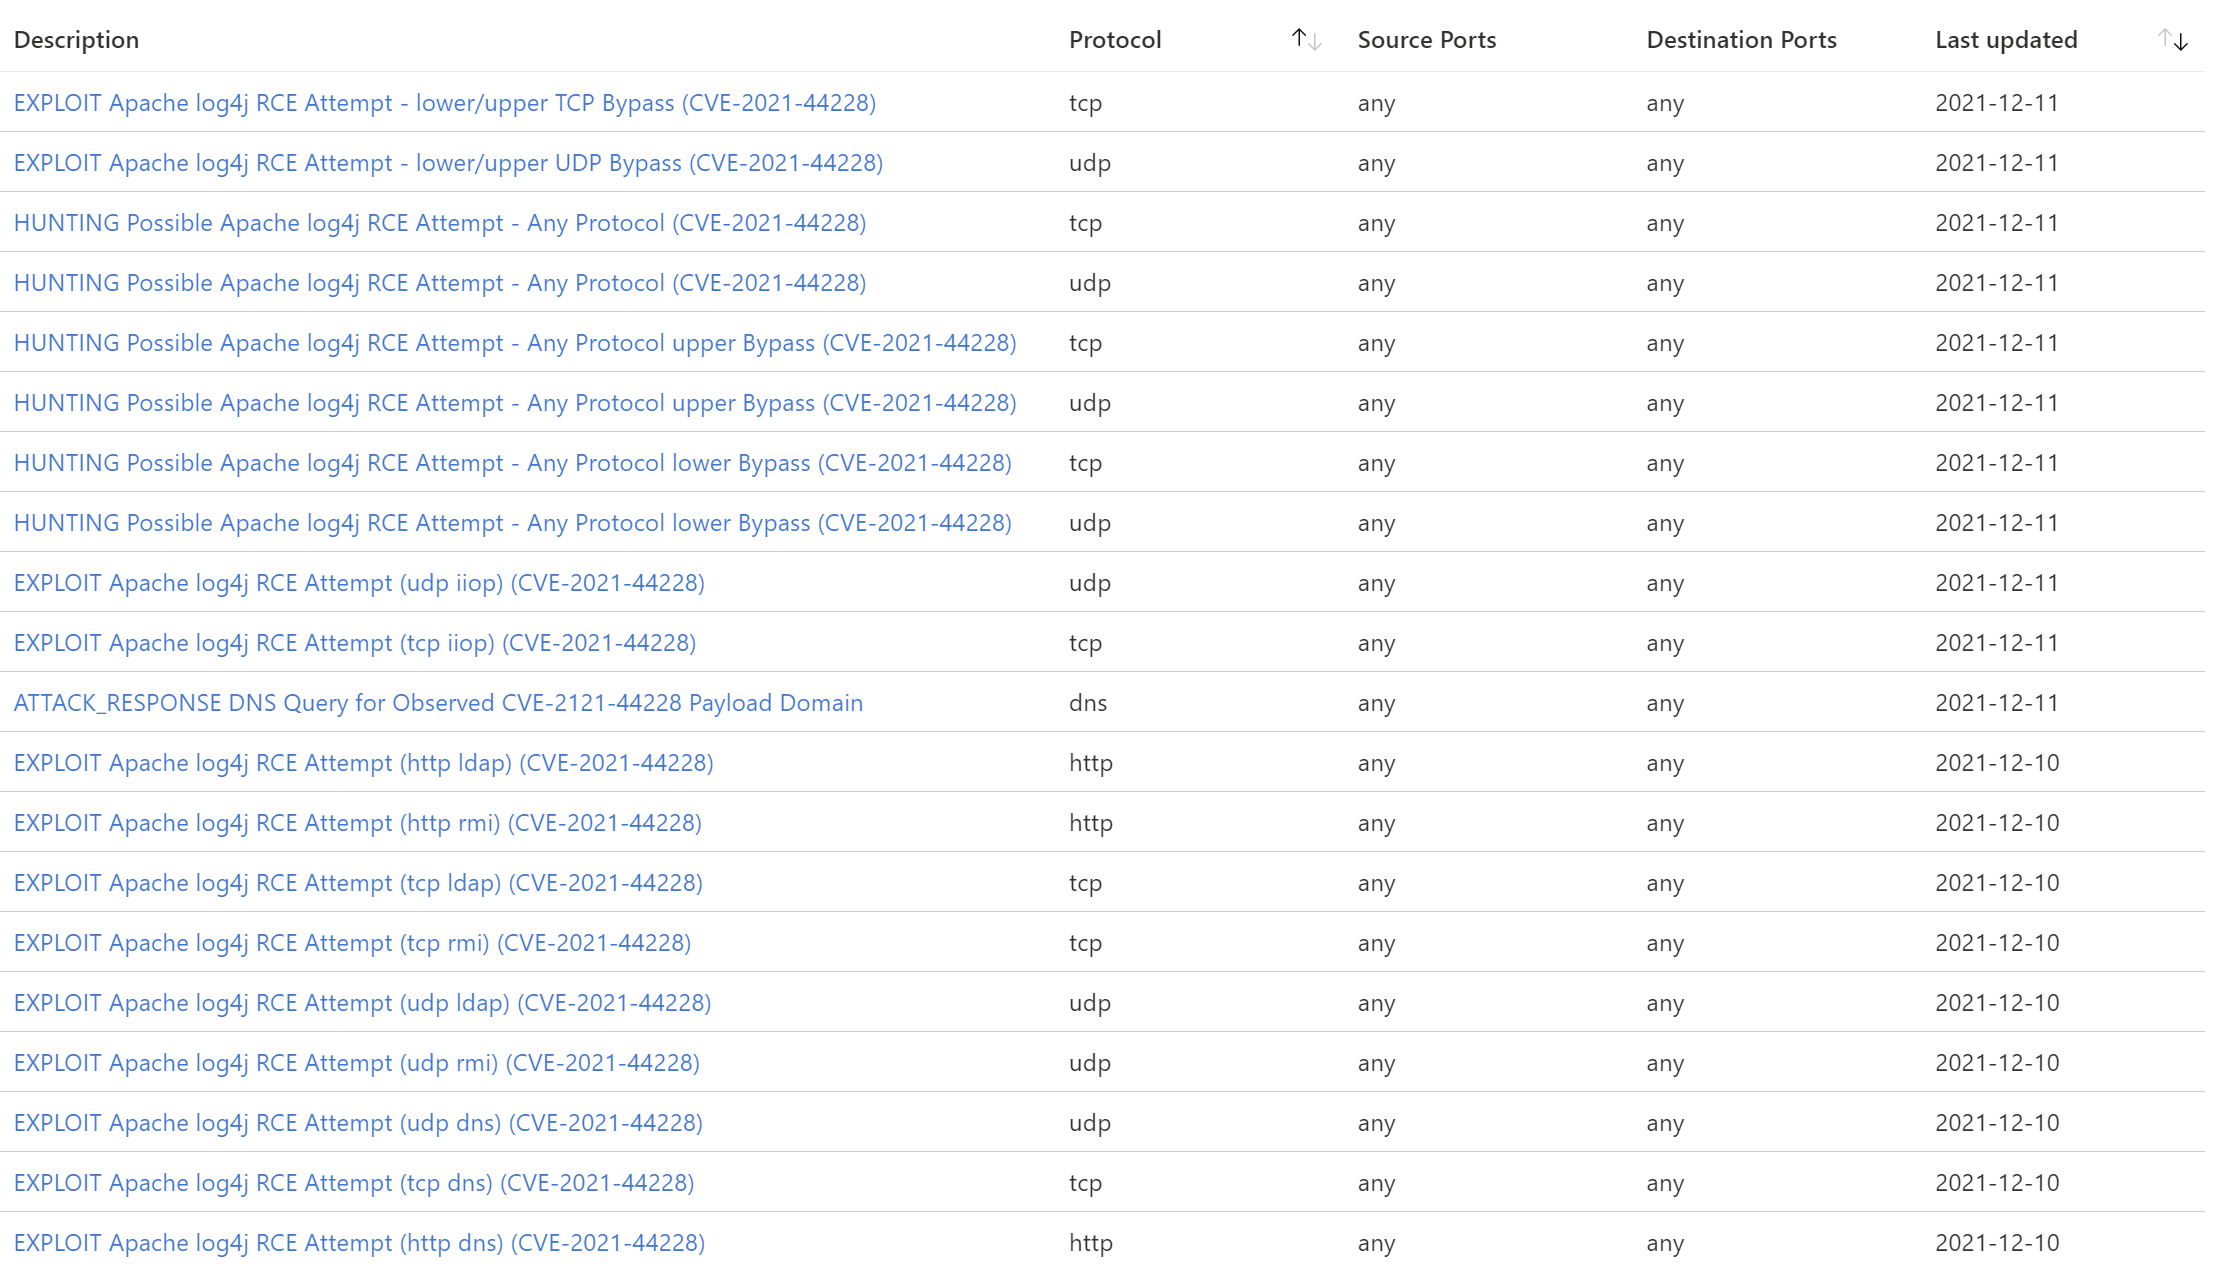 Description Protocol Source Ports Destination Ports Last updated
EXPLOIT Apache log4j RCE Attempt - lower/upper TCP Bypass (CVE-2021-44228) tcp any any 2021-12-11
EXPLOIT Apache log4j RCE Attempt - lower/upper UDP Bypass (CVE-2021-44228) udp any any 2021-12-11
HUNTING Possible Apache log4j RCE Attempt - Any Protocol (CVE-2021-44228) tcp any any 2021-12-11
HUNTING Possible Apache log4j RCE Attempt - Any Protocol (CVE-2021-44228) udp any any 2021-12-11
HUNTING Possible Apache log4j RCE Attempt - Any Protocol upper Bypass (CVE-2021-44228) tcp any any 2021-12-11
HUNTING Possible Apache log4j RCE Attempt - Any Protocol upper Bypass (CVE-2021-44228) udp any any 2021-12-11
HUNTING Possible Apache log4j RCE Attempt - Any Protocol lower Bypass (CVE-2021-44228) tcp any any 2021-12-11
HUNTING Possible Apache log4j RCE Attempt - Any Protocol lower Bypass (CVE-2021-44228) udp any any 2021-12-11
EXPLOIT Apache log4j RCE Attempt (udp iiop) (CVE-2021-44228) udp any any 2021-12-11
EXPLOIT Apache log4j RCE Attempt (tcp iiop) (CVE-2021-44228) tcp any any 2021-12-11
ATTACK_RESPONSE DNS Query for Observed CVE-2121-44228 Payload Domain dns any any 2021-12-11
EXPLOIT Apache log4j RCE Attempt (http ldap) (CVE-2021-44228) http any any 2021-12-10
EXPLOIT Apache log4j RCE Attempt (http rmi) (CVE-2021-44228) http any any 2021-12-10
EXPLOIT Apache log4j RCE Attempt (tcp ldap) (CVE-2021-44228) tcp any any 2021-12-10
EXPLOIT Apache log4j RCE Attempt (tcp rmi) (CVE-2021-44228) tcp any any 2021-12-10
EXPLOIT Apache log4j RCE Attempt (udp ldap) (CVE-2021-44228) udp any any 2021-12-10
EXPLOIT Apache log4j RCE Attempt (udp rmi) (CVE-2021-44228) udp any any 2021-12-10
EXPLOIT Apache log4j RCE Attempt (udp dns) (CVE-2021-44228) udp any any 2021-12-10
EXPLOIT Apache log4j RCE Attempt (tcp dns) (CVE-2021-44228) tcp any any 2021-12-10
EXPLOIT Apache log4j RCE Attempt (http dns) (CVE-2021-44228) http any any 2021-12-10